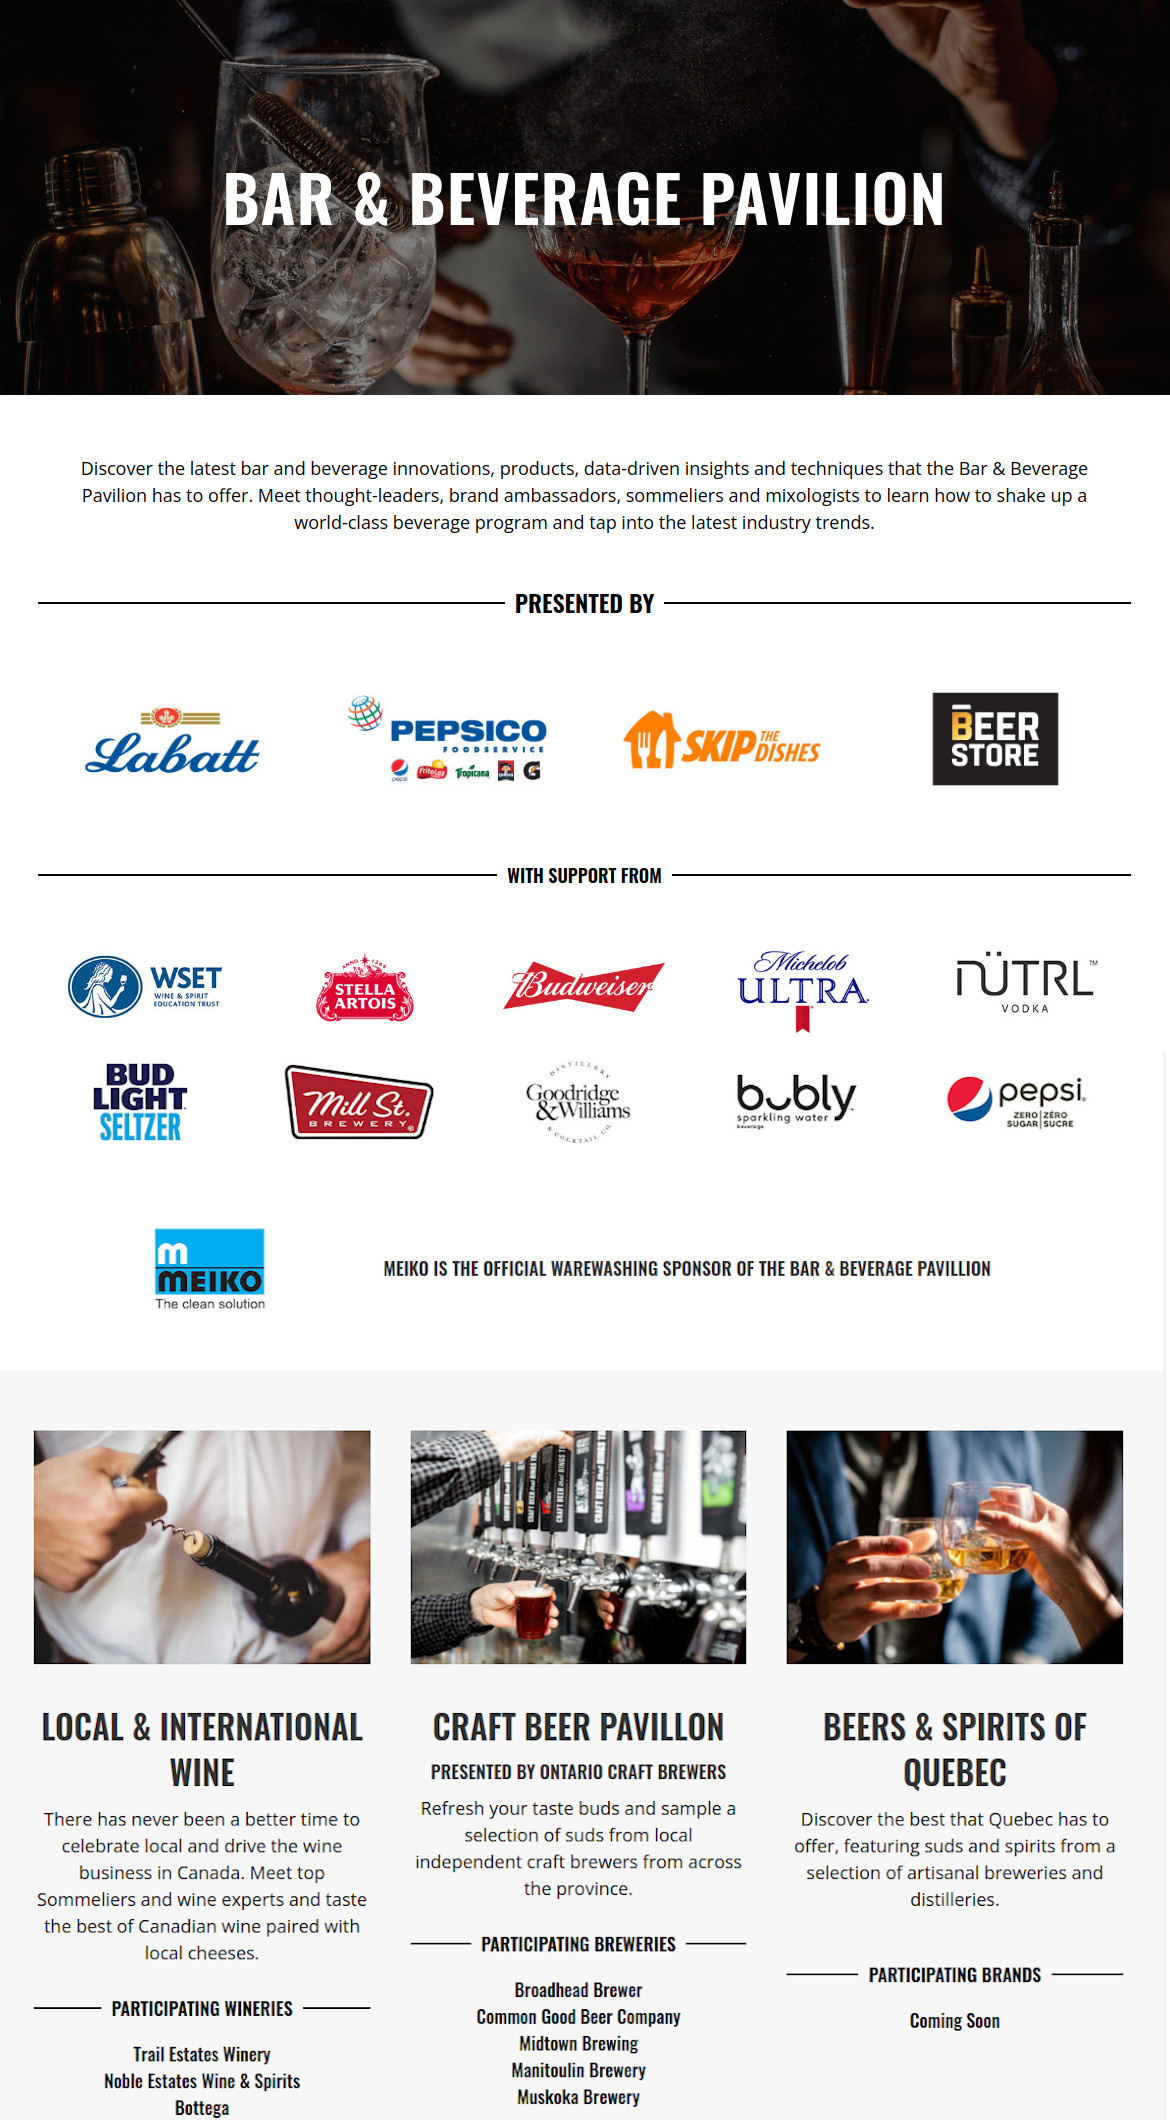 BAR & BEVERAGE PAVILION
Discover the latest bar and beverage innovations, products, data-driven insights and techniques that the Bar & Beverage
Pavilion has to offer. Meet thought-leaders, brand ambassadors, sommeliers and mixologists to learn how to shake up a
world-class beverage program and tap into the latest industry trends.
PRESENTED BY
Labatt
PEPSICO
FOODSERVICE
pepsi FritoLay Tropicana G
SKIP THE DISHES
BEER
STORE
WITH SUPPORT FROM
WSET
WINE & SPIRIT
EDUCATION TRUST
ANNO 1366
STELLA
ARTOIS
Budweiser
Michelob
ULTRA
NÜTRL™
VODKA
BUD
LIGHT
SELTZER
Mill St.
BREWERY®
DISTILLERY
Goodridge
&Williams
& COCKTAIL CO.
bubly
sparkling water
beverage
pepsi
ZERO|ZÉRO
SUGAR|SUCRE
m
MEIKO
The clean solution
MEIKO IS THE OFFICIAL WAREWASHING SPONSOR OF THE BAR & BEVERAGE PAVILLION
LOCAL & INTERNATIONAL
WINE
There has never been a better time to
celebrate local and drive the wine
business in Canada. Meet top
Sommeliers and wine experts and taste
the best of Canadian wine paired with
local cheeses.
PARTICIPATING WINERIES
Trail Estates Winery
Noble Estates Wine & Spirits
Bottega
CRAFT BEER
CRAFT BEER PAVILLON
PRESENTED BY ONTARIO CRAFT BREWERS
Refresh your taste buds and sample a
selection of suds from local
independent craft brewers from across
the province.
PARTICIPATING BREWERIES
Broadhead Brewer
Common Good Beer Company
Midtown Brewing
Manitoulin Brewery
Muskoka Brewery
BEERS & SPIRITS OF
QUEBEC
Discover the best that Quebec has to
offer, featuring suds and spirits from a
selection of artisanal breweries and
distilleries.
PARTICIPATING BRANDS
Coming Soon